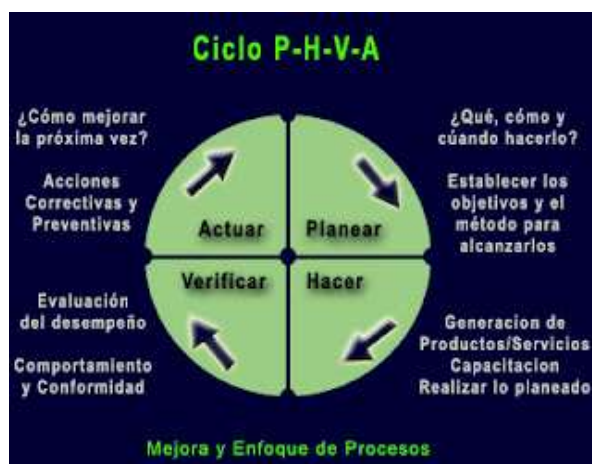 Ciclo P-H-V-A
¿Cómo mejorar
la próxima vez?
Acciones
Correctivas y
Preventivas
¿Qué, cómo y
cúando hacerlo?
Establecer los
objetivos y el
método para
alcanzarlos
Actuar
Planear
Verificar
Hacer
Evaluación
del desempeño
Comportamiento
y Conformidad
Generacion de
Productos/Servicios
Capacitacion
Realizar lo planeado
Mejora y Enfoque de Procesos